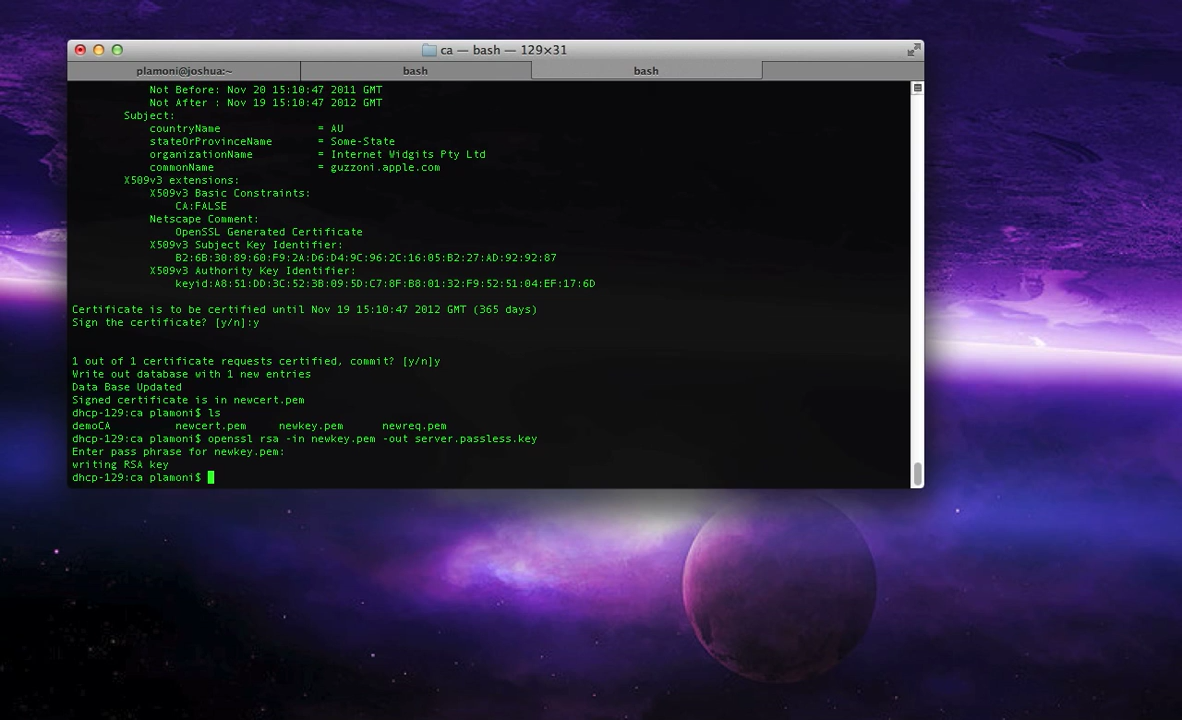 ca — bash — 129×31
plamoni@joshua:~ bash bash
Not Before: Nov 20 15:10:47 2011 GMT
Not After : Nov 19 15:10:47 2012 GMT
Subject:
countryName = AU
stateOrProvinceName = Some-State
organizationName = Internet Widgits Pty Ltd
commonName = guzzoni.apple.com
X509v3 extensions:
X509v3 Basic Constraints:
CA:FALSE
Netscape Comment:
OpenSSL Generated Certificate
X509v3 Subject Key Identifier:
B2:6B:30:89:60:F9:2A:D6:D4:9C:96:2C:16:05:B2:27:AD:92:92:87
X509v3 Authority Key Identifier:
keyid:A8:51:DD:3C:52:3B:09:5D:C7:8F:B8:01:32:F9:52:51:04:EF:17:6D
Certificate is to be certified until Nov 19 15:10:47 2012 GMT (365 days)
Sign the certificate? [y/n]:y
1 out of 1 certificate requests certified, commit? [y/n]y
Write out database with 1 new entries
Data Base Updated
Signed certificate is in newcert.pem
dhcp-129:ca plamoni$ ls
demoCA newcert.pem newkey.pem newreq.pem
dhcp-129:ca plamoni$ openssl rsa -in newkey.pem -out server.passless.key
Enter pass phrase for newkey.pem:
writing RSA key
dhcp-129:ca plamoni$